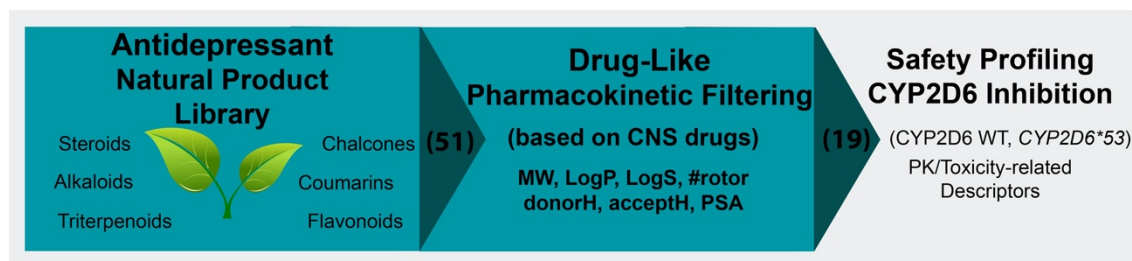 Antidepressant
Natural Product
Library
Steroids
Alkaloids
Triterpenoids
Chalcones
Coumarins
Flavonoids
(51)
Drug-Like
Pharmacokinetic Filtering
(based on CNS drugs)
MW, LogP, LogS, #rotor
donorH, acceptH, PSA
(19)
Safety Profiling
CYP2D6 Inhibition
(CYP2D6 WT, CYP2D6*53)
PK/Toxicity-related
Descriptors